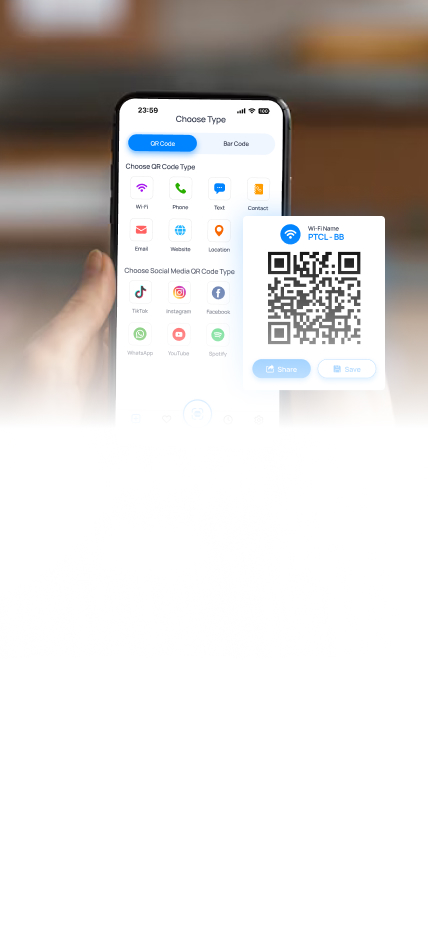 23:59
100
Choose Type
QR Code Bar Code
Choose QR Code Type
Wi-Fi Phone Text Contact
Email Website Location
Wi-Fi Name
PTCL - BB
Choose Social Media QR Code Type
TikTok Instagram Facebook
WhatsApp YouTube Spotify
Share Save